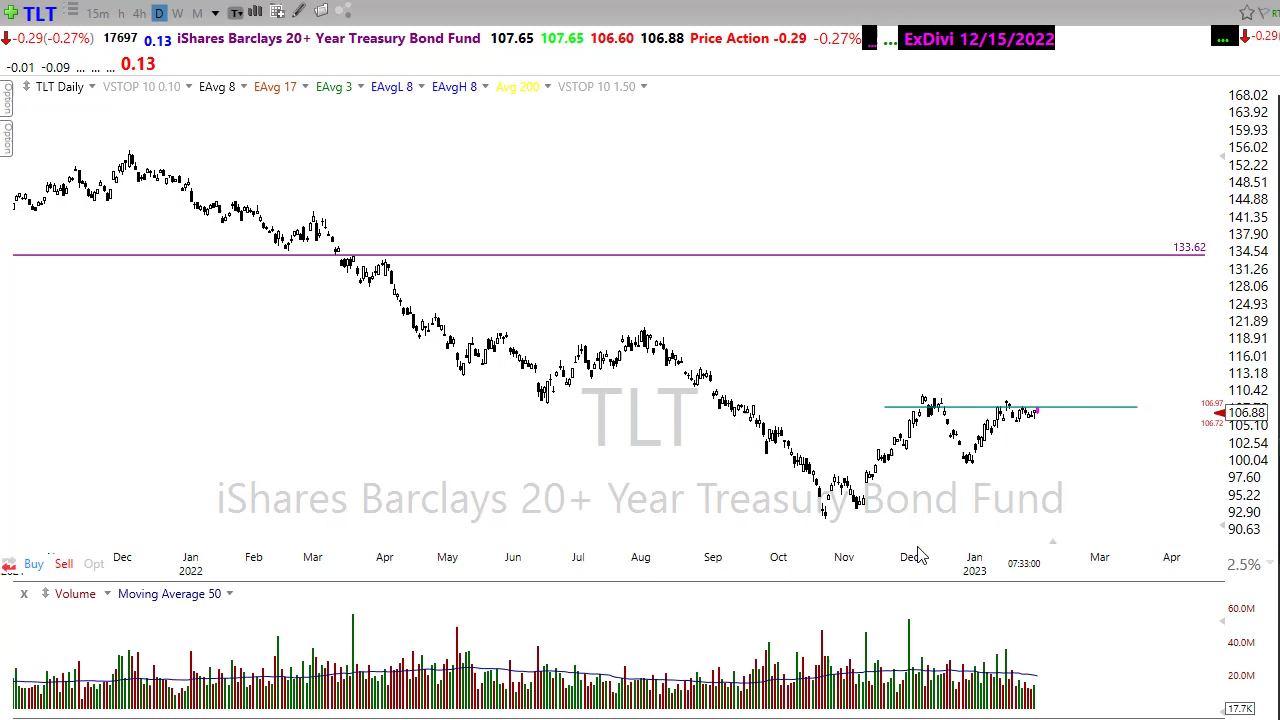 TLT 15m h 4h D W M T
-0.29(-0.27%) 17697 0.13 iShares Barclays 20+ Year Treasury Bond Fund 107.65 107.65 106.60 106.88 Price Action -0.29 -0.27% ... ... ExDivi 12/15/2022 ... -0.29
-0.01 -0.09 ... ... ... 0.13
TLT Daily VSTOP 10 0.10 EAvg 8 EAvg 17 EAvg 3 EAvgL 8 EAvgH 8 Avg 200 VSTOP 10 1.50
Option
Option
168.02
163.92
159.93
156.02
152.22
148.51
144.88
141.35
137.90
133.62
134.54
131.26
128.06
124.93
121.89
118.91
116.01
113.18
110.42
106.97
106.88
106.72
105.10
102.54
100.04
97.60
95.22
92.90
90.63
TLT
iShares Barclays 20+ Year Treasury Bond Fund
Dec Jan Feb Mar Apr May Jun Jul Aug Sep Oct Nov Dec Jan Mar Apr
Buy Sell Opt 2.5%
2022 2023 07:33:00
x Volume Moving Average 50
60.0M
40.0M
20.0M
17.7K